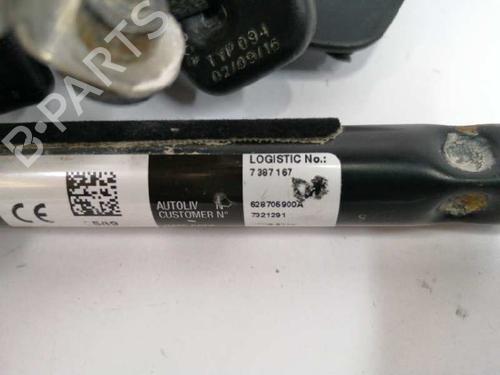 TYP 094
02/09/16
B-PARTS
LOGISTIC No.:
7 387 167
AUTOLIV N
CUSTOMER N°
628706900A
7321291
CE